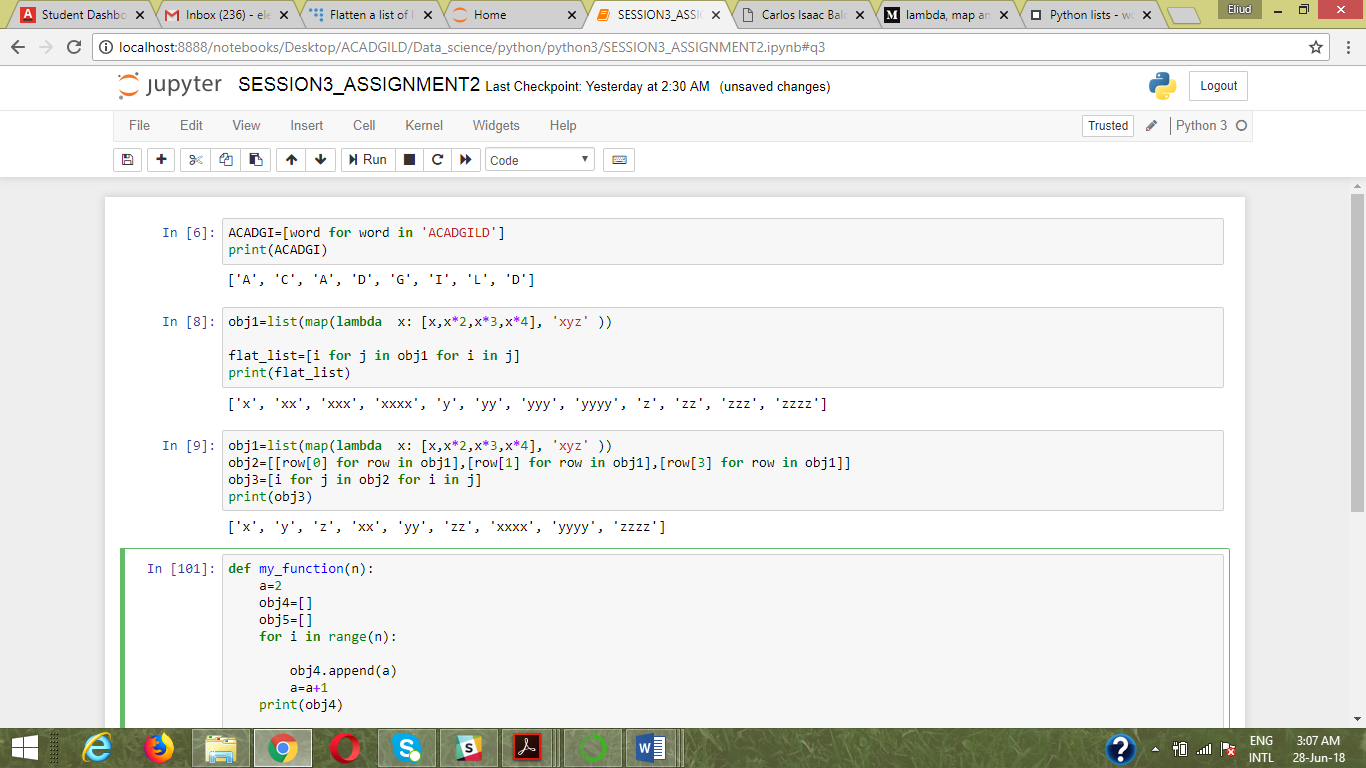 Student Dashbo
Inbox (236) - ele
Flatten a list of
Home
SESSION3_ASSI
Carlos Isaac Bal
lambda, map an
Python lists - w
Eliud
localhost:8888/notebooks/Desktop/ACADGILD/Data_science/python/python3/SESSION3_ASSIGNMENT2.ipynb#q3
jupyter SESSION3_ASSIGNMENT2 Last Checkpoint: Yesterday at 2:30 AM (unsaved changes)
Logout
File Edit View Insert Cell Kernel Widgets Help
Trusted
Python 3
Run
Code
In [6]: ACADGI=[word for word in 'ACADGILD']
print(ACADGI)
['A', 'C', 'A', 'D', 'G', 'I', 'L', 'D']
In [8]: obj1=list(map(lambda  x: [x,x*2,x*3,x*4], 'xyz' ))
flat_list=[i for j in obj1 for i in j]
print(flat_list)
['x', 'xx', 'xxx', 'xxxx', 'y', 'yy', 'yyy', 'yyyy', 'z', 'zz', 'zzz', 'zzzz']
In [9]: obj1=list(map(lambda  x: [x,x*2,x*3,x*4], 'xyz' ))
obj2=[[row[0] for row in obj1],[row[1] for row in obj1],[row[3] for row in obj1]]
obj3=[i for j in obj2 for i in j]
print(obj3)
['x', 'y', 'z', 'xx', 'yy', 'zz', 'xxxx', 'yyyy', 'zzzz']
In [101]: def my_function(n):
    a=2
    obj4=[]
    obj5=[]
    for i in range(n):
        obj4.append(a)
        a=a+1
    print(obj4)
ENG
INTL
3:07 AM
28-Jun-18